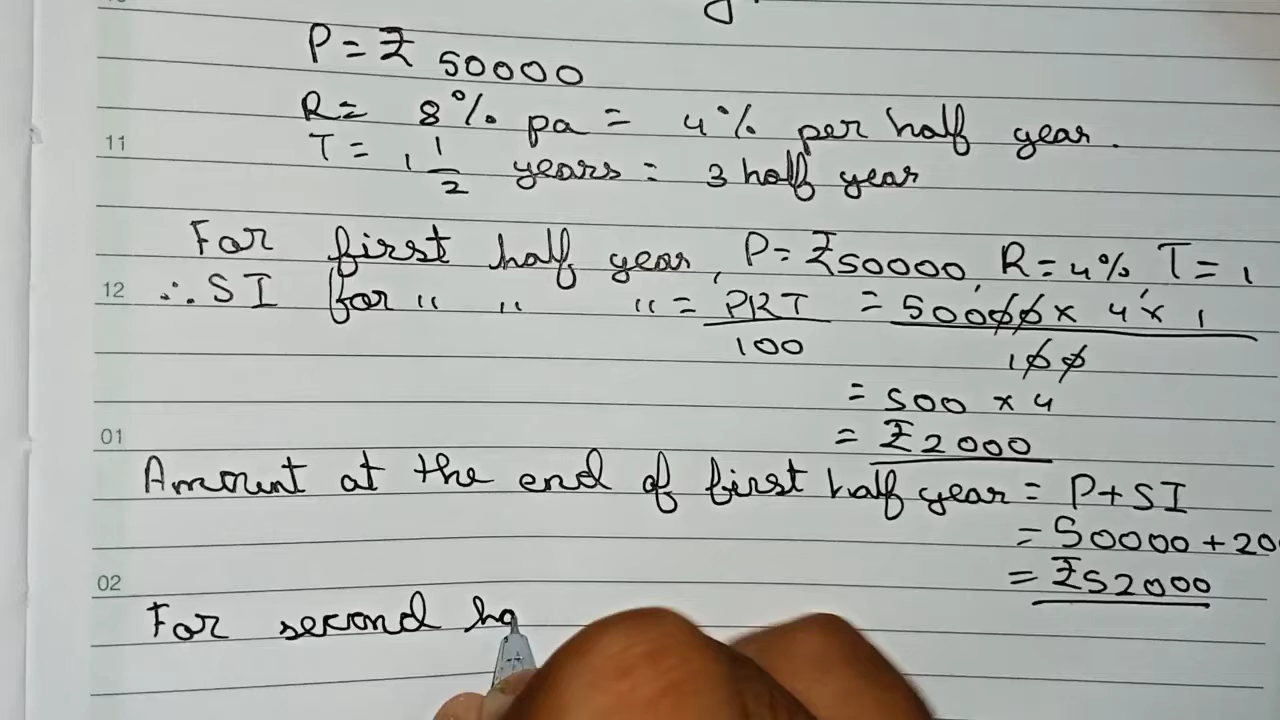 P = ₹ 50000
R = 8% pa = 4% per half year.
11
T = 1 1/2 years = 3 half year
For first half year, P = ₹50000, R = 4%, T = 1
12
∴ SI for " " " = PRT/100 = 50000 × 4 × 1/100
= 500 × 4
01
= ₹2000
Amount at the end of first half year = P+SI
= 50000 + 20
02
= ₹52000
For second ha